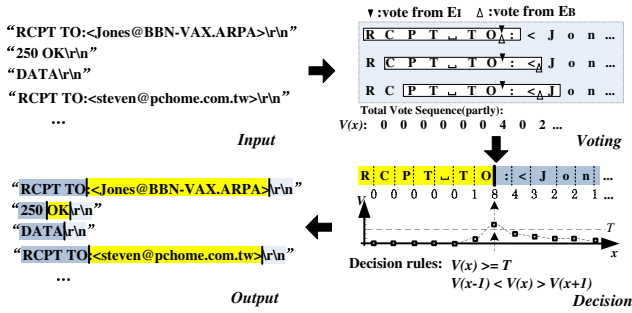 ▼:vote from EI △:vote from EB
"RCPT TO:<Jones@BBN-VAX.ARPA>\r\n"
"250 OK\r\n"
"DATA\r\n"
"RCPT TO:<steven@pchome.com.tw>\r\n"
...
Input
R C P T ⎵ T O : < J o n ...
R C P T ⎵ T O : < J o n ...
R C P T ⎵ T O : < J o n ...
Total Vote Sequence(partly):
V(x): 0 0 0 0 0 0 4 0 2 ...
Voting
"RCPT TO:<Jones@BBN-VAX.ARPA>\r\n"
"250 OK\r\n"
"DATA\r\n"
"RCPT TO:<steven@pchome.com.tw>\r\n"
...
Output
R C P T T O : < J o n ...
V 0 0 0 0 0 1 8 4 3 2 2 1 ...
T
x
Decision rules: V(x) >= T
V(x-1) < V(x) > V(x+1)
Decision